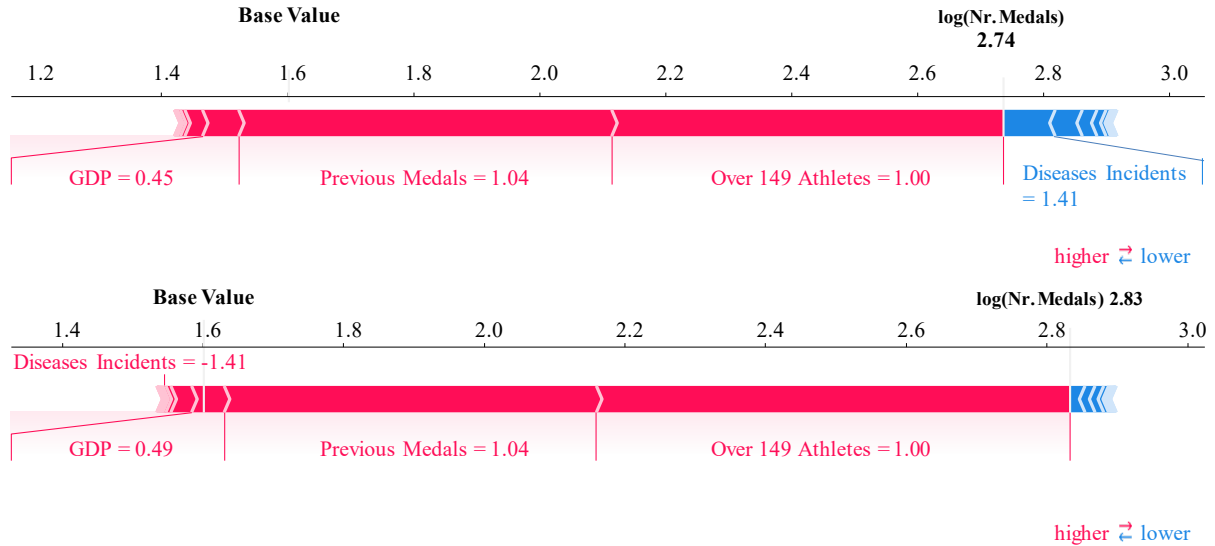 Base Value
log(Nr. Medals)
2.74
1.2 1.4 1.6 1.8 2.0 2.2 2.4 2.6 2.8 3.0
GDP = 0.45 Previous Medals = 1.04 Over 149 Athletes = 1.00 Diseases Incidents
= 1.41
higher ⇄ lower
Base Value log(Nr. Medals) 2.83
1.4 1.6 1.8 2.0 2.2 2.4 2.6 2.8 3.0
Diseases Incidents = -1.41
GDP = 0.49 Previous Medals = 1.04 Over 149 Athletes = 1.00
higher ⇄ lower